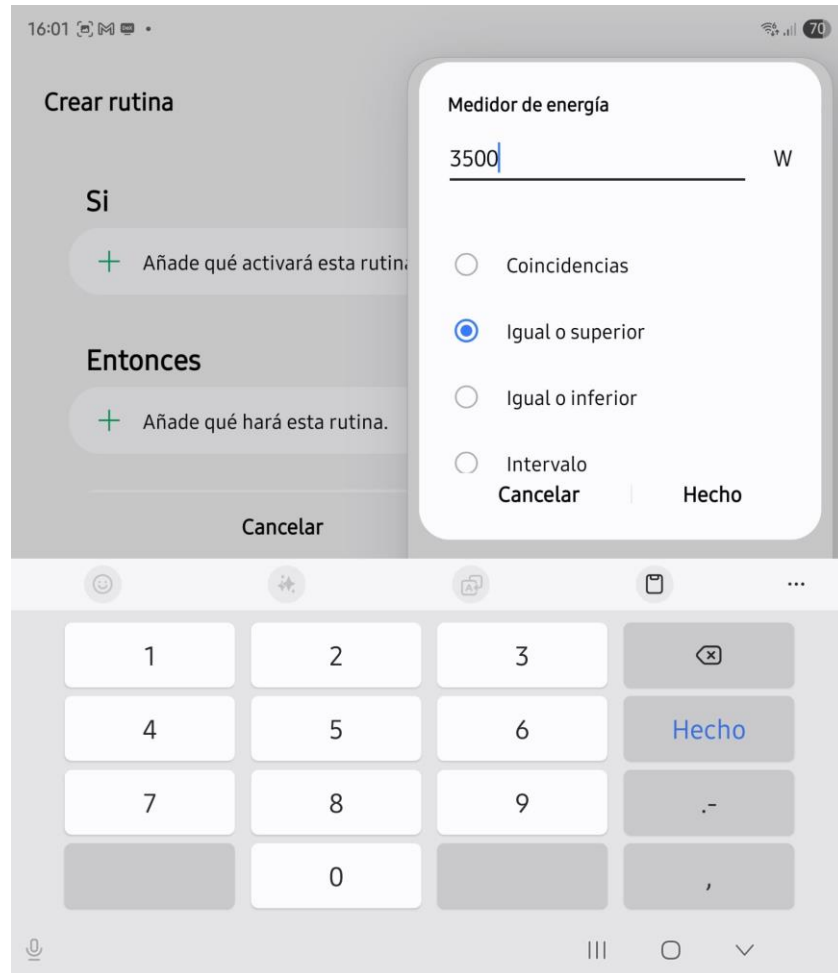 16:01
70
Crear rutina
Si
Añade qué activará esta rutina
Entonces
Añade qué hará esta rutina.
Cancelar
Medidor de energía
3500 W
Coincidencias
Igual o superior
Igual o inferior
Intervalo
Cancelar Hecho
1 2 3
4 5 6 Hecho
7 8 9 .-
0 ,